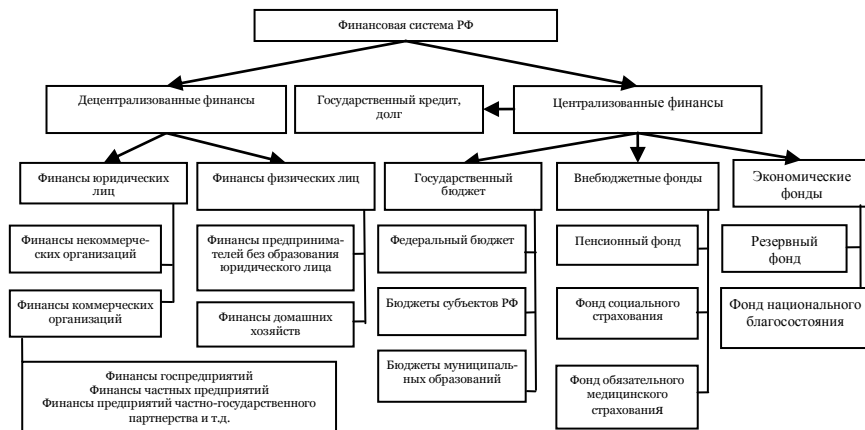 Финансовая система РФ
Децентрализованные финансы
Государственный кредит,
долг
Централизованные финансы
Финансы юридических
лиц
Финансы физических лиц
Государственный
бюджет
Внебюджетные фонды
Экономические
фонды
Финансы некоммерче-
ских организаций
Финансы предпринима-
телей без образования
юридического лица
Федеральный бюджет
Пенсионный фонд
Резервный
фонд
Финансы коммерческих
организаций
Финансы домашних
хозяйств
Бюджеты субъектов РФ
Фонд социального
страхования
Фонд национального
благосостояния
Финансы госпредприятий
Финансы частных предприятий
Финансы предприятий частно-государственного
партнерства и т.д.
Бюджеты муниципаль-
ных образований
Фонд обязательного
медицинского
страхования